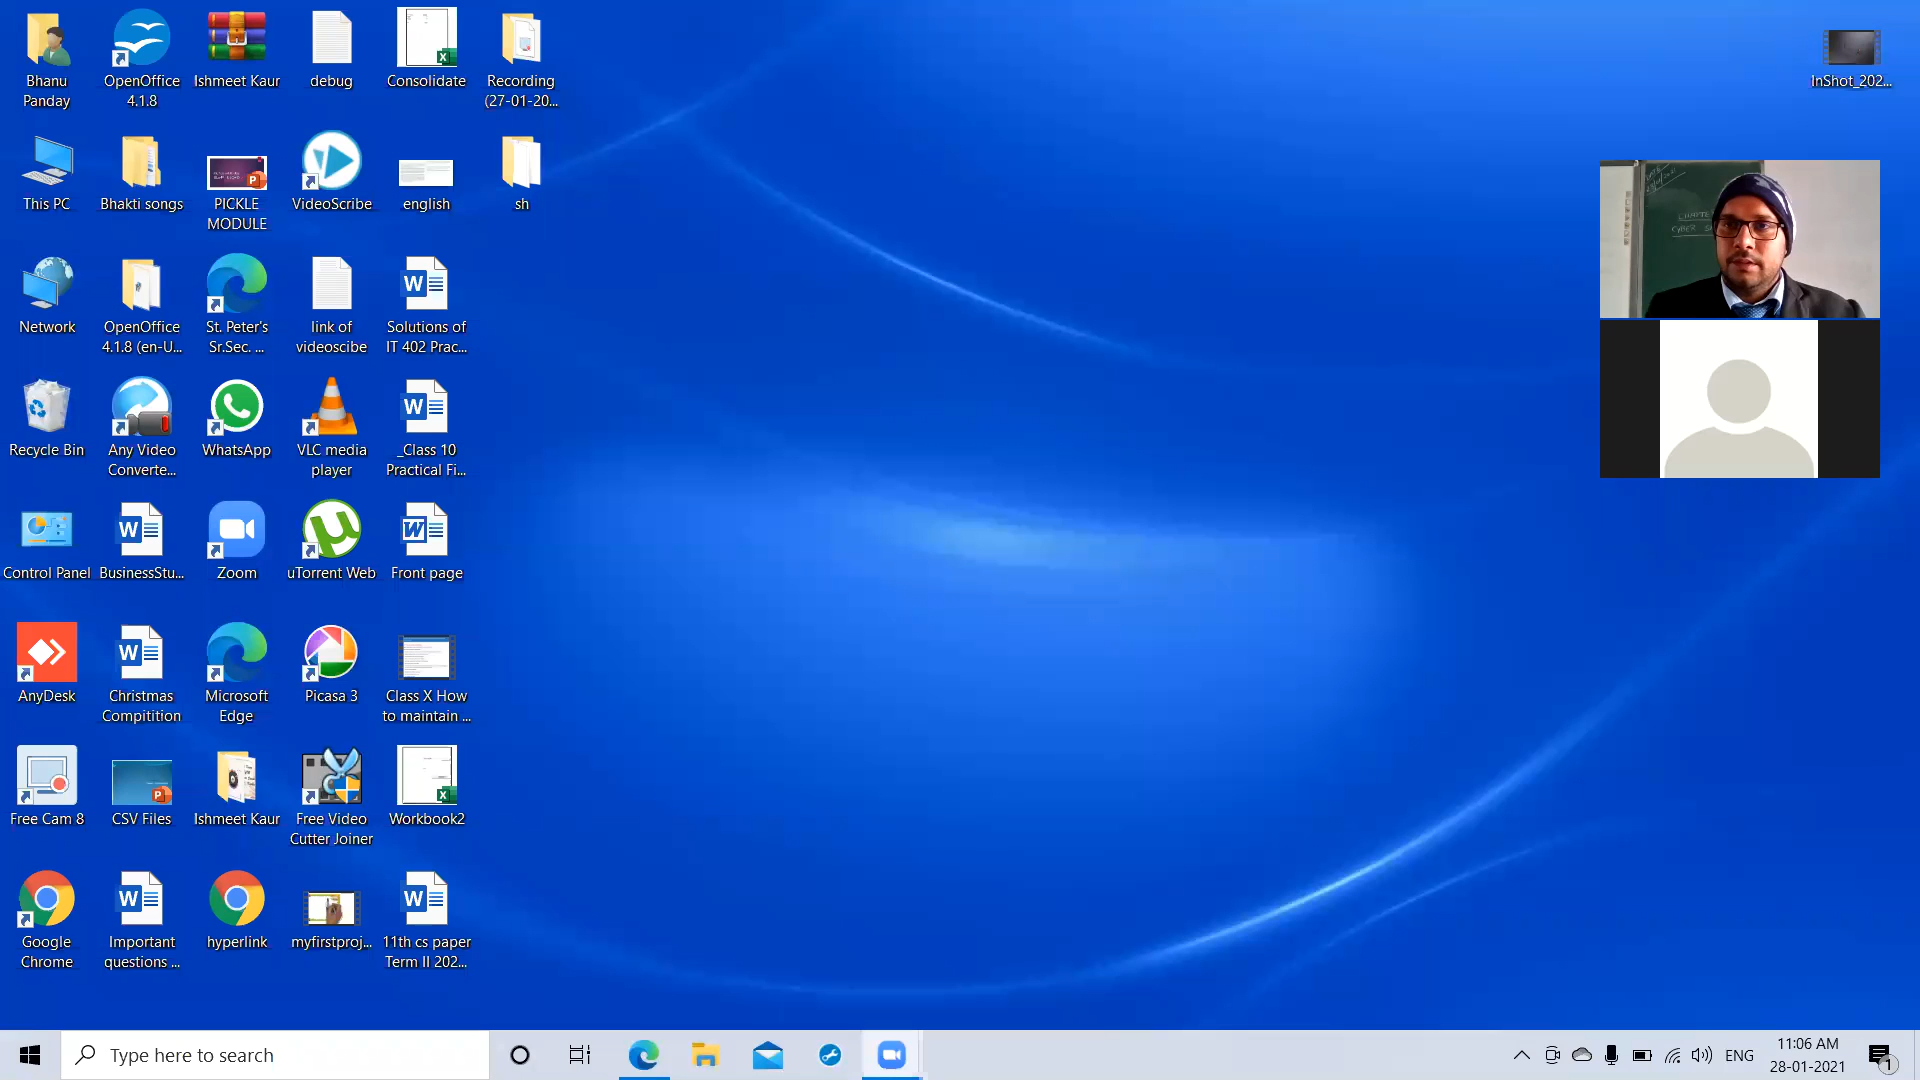 Bhanu
Panday
OpenOffice
4.1.8
Ishmeet Kaur
debug
Consolidate
Recording
(27-01-20...
InShot_202...
This PC
Bhakti songs
PICKLE
MODULE
VideoScribe
english
sh
Network
OpenOffice
4.1.8 (en-U...
St. Peter's
Sr.Sec. ...
link of
videoscibe
Solutions of
IT 402 Prac...
Recycle Bin
Any Video
Converte...
WhatsApp
VLC media
player
_Class 10
Practical Fi...
Control Panel
BusinessStu...
Zoom
uTorrent Web
Front page
AnyDesk
Christmas
Compitition
Microsoft
Edge
Picasa 3
Class X How
to maintain ...
Free Cam 8
CSV Files
Ishmeet Kaur
Free Video
Cutter Joiner
Workbook2
Google
Chrome
Important
questions ...
hyperlink
myfirstproj...
11th cs paper
Term II 202...
CYBER
Type here to search
ENG
11:06 AM
28-01-2021
1